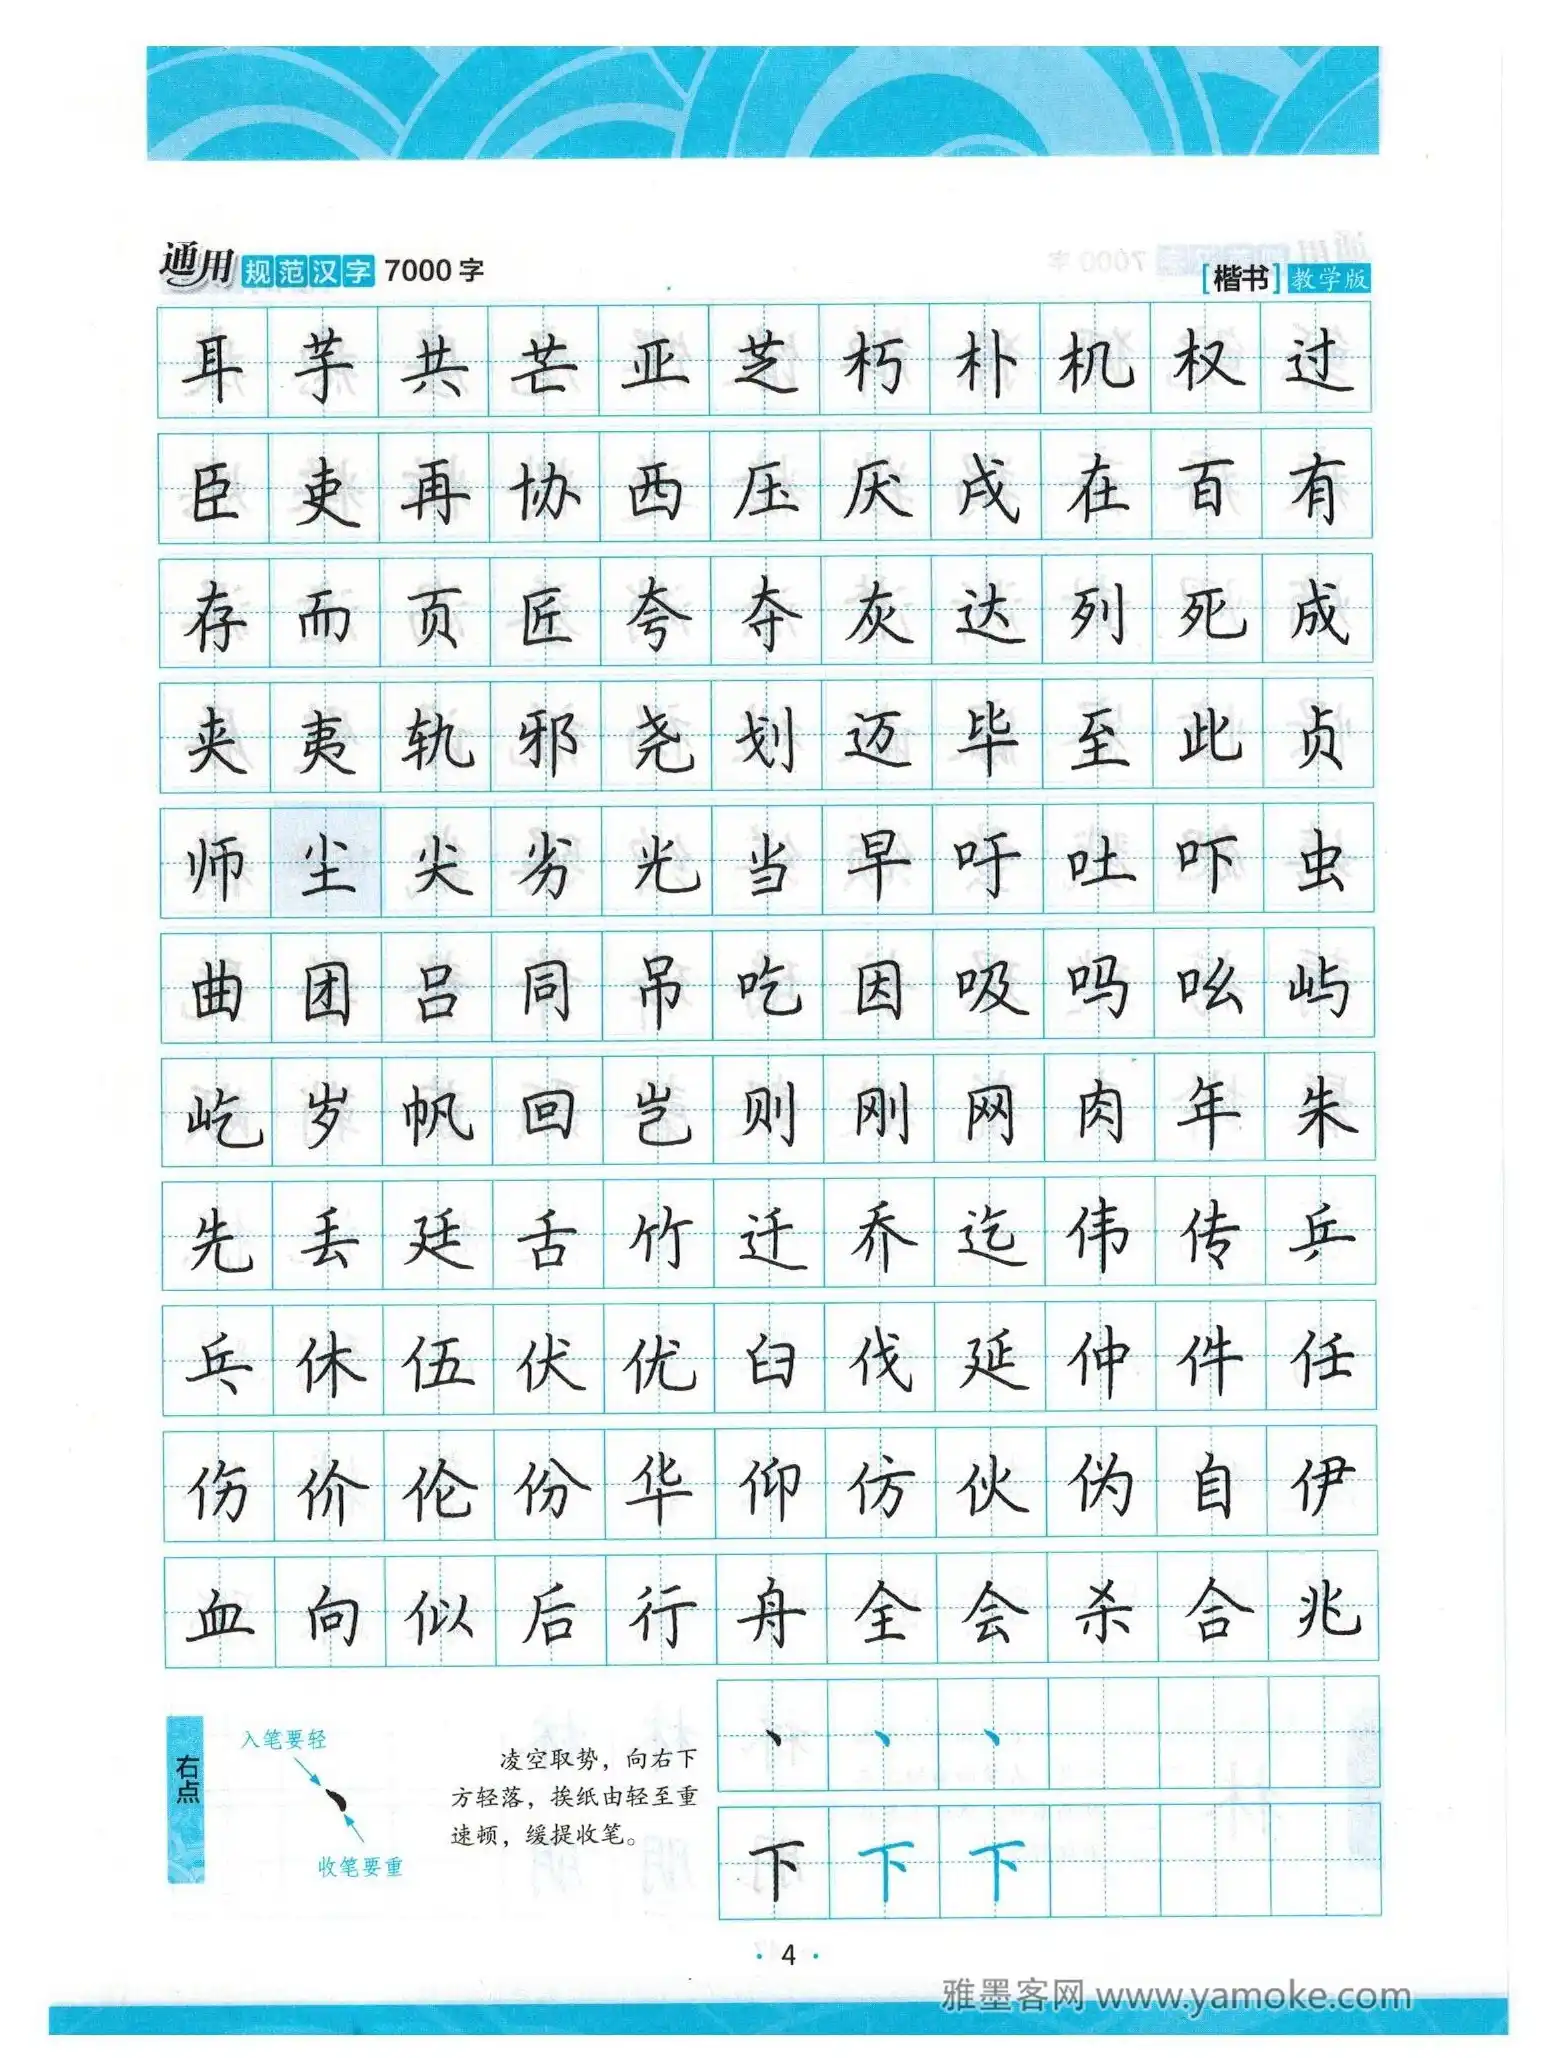 通用规范汉字7000字
[楷书]教学版
耳芋共芒亚芝朽朴机权过
臣吏再协西压厌戌在百有
存而页匠夸夺灰达列死成
夹夷轨邪尧划迈毕至此贞
师尘尖劣光当早吁吐吓虫
曲团吕同吊吃因吸吗吆屿
屹岁帆回岂则刚网肉年朱
先丢廷舌竹迁乔迄伟传乒
乓休伍伏优臼伐延仲件任
伤价伦份华仰仿伙伪自伊
血向似后行舟全会杀合兆
右点
入笔要轻
收笔要重
凌空取势，向右下
方轻落，挨纸由轻至重
速顿，缓提收笔。
丶丶丶
下下下
·4·
雅墨客网 www.yamoke.com